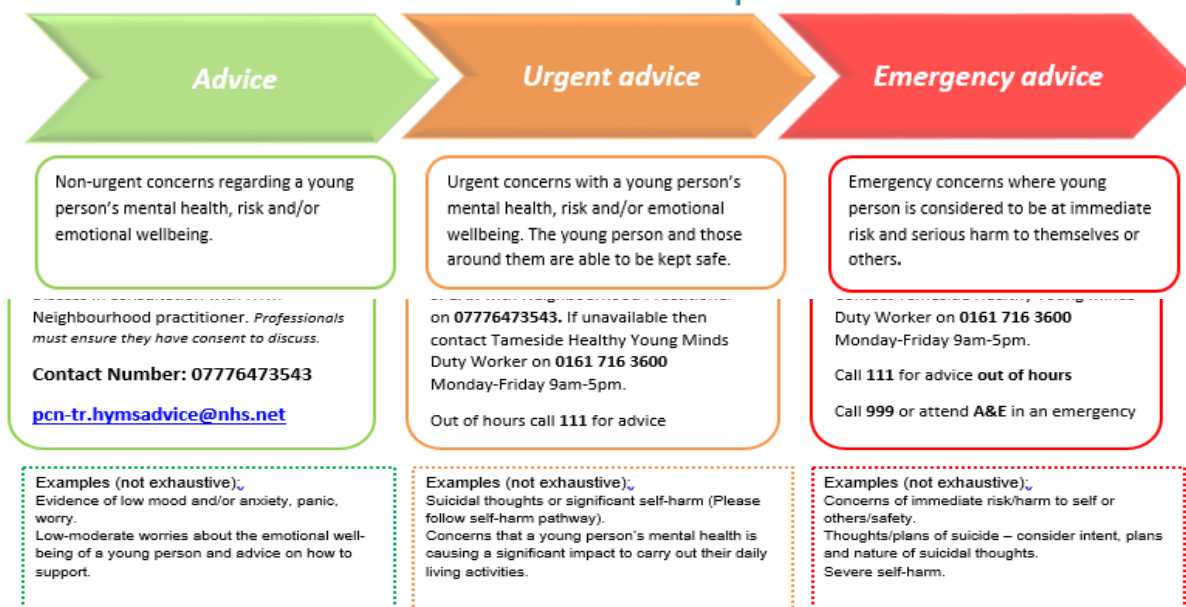 Advice
Urgent advice
Emergency advice
Non-urgent concerns regarding a young
person's mental health, risk and/or
emotional wellbeing.
Urgent concerns with a young person's
mental health, risk and/or emotional
wellbeing. The young person and those
around them are able to be kept safe.
Emergency concerns where young
person is considered to be at immediate
risk and serious harm to themselves or
others.
Neighbourhood practitioner. Professionals
must ensure they have consent to discuss.
Contact Number: 07776473543
pcn-tr.hymsadvice@nhs.net
on 07776473543. If unavailable then
contact Tameside Healthy Young Minds
Duty Worker on 0161 716 3600
Monday-Friday 9am-5pm.
Out of hours call 111 for advice
Contact Tameside Healthy Young Minds
Duty Worker on 0161 716 3600
Monday-Friday 9am-5pm.
Call 111 for advice out of hours
Call 999 or attend A&E in an emergency
Examples (not exhaustive);
Evidence of low mood and/or anxiety, panic,
worry.
Low-moderate worries about the emotional well-
being of a young person and advice on how to
support.
Examples (not exhaustive);
Suicidal thoughts or significant self-harm (Please
follow self-harm pathway).
Concerns that a young person's mental health is
causing a significant impact to carry out their daily
living activities.
Examples (not exhaustive);
Concerns of immediate risk/harm to self or
others/safety.
Thoughts/plans of suicide – consider intent, plans
and nature of suicidal thoughts.
Severe self-harm.